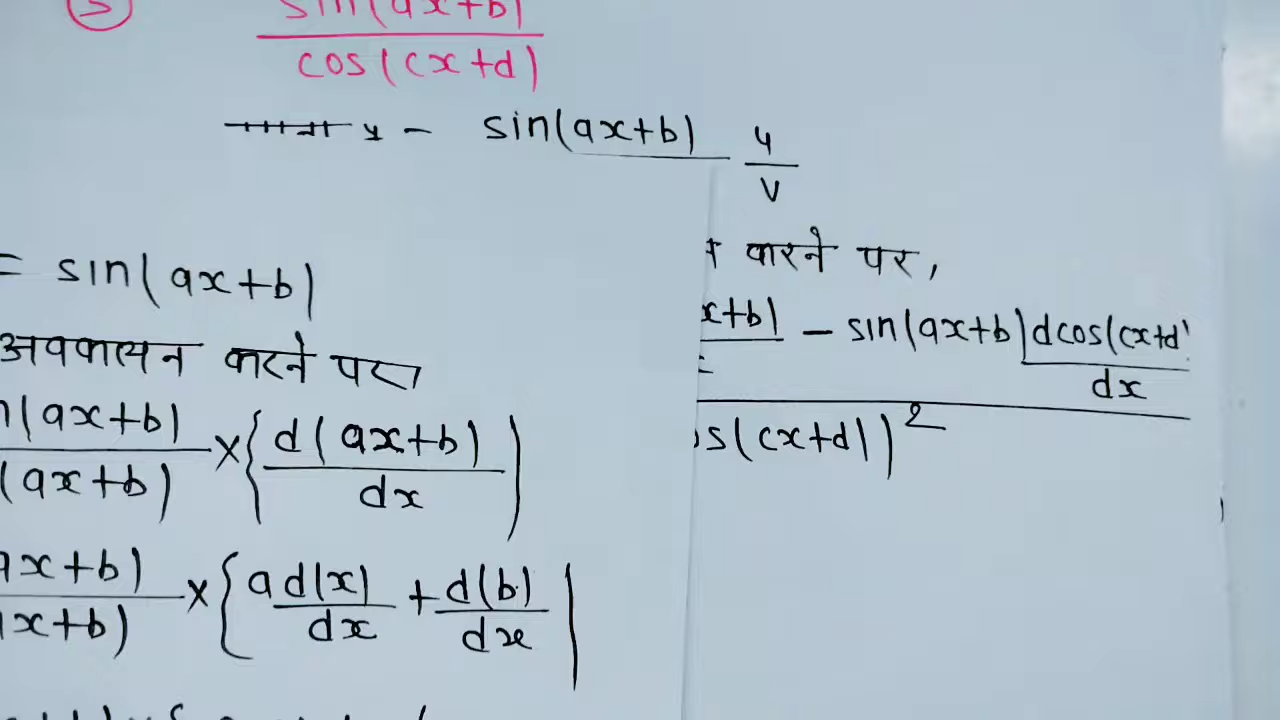 (5) sin(ax+b)
cos(cx+d)
y = sin(ax+b) u
v
= sin(ax+b)
अवकलन करने पर।
करने पर,
x+b) - sin(ax+b) dcos(cx+d)
dx
s(cx+d))²
(ax+b) × { d(ax+b)
(ax+b) dx
x+b) × { a d(x) + d(b) }
x+b) dx dx